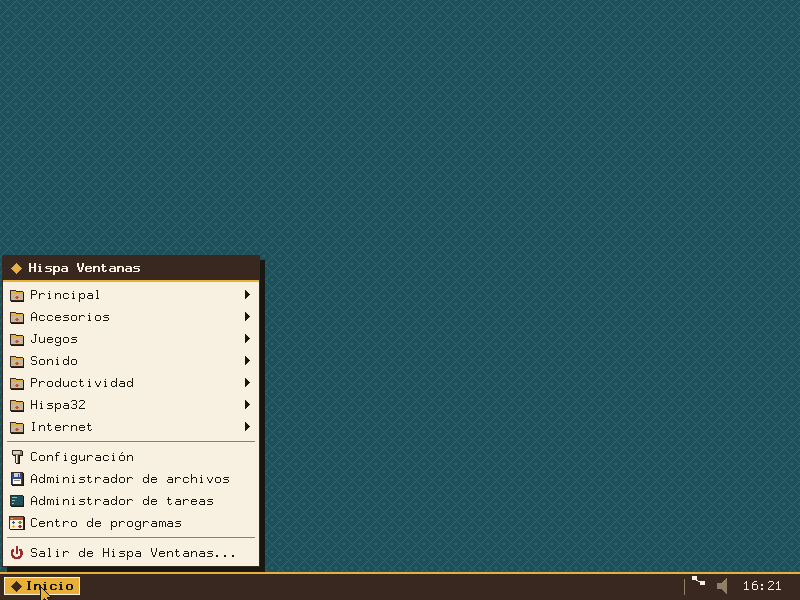 Hispa Ventanas
Principal
Accesorios
Juegos
Sonido
Productividad
Hispa32
Internet
Configuración
Administrador de archivos
Administrador de tareas
Centro de programas
Salir de Hispa Ventanas...
Inicio
16:21